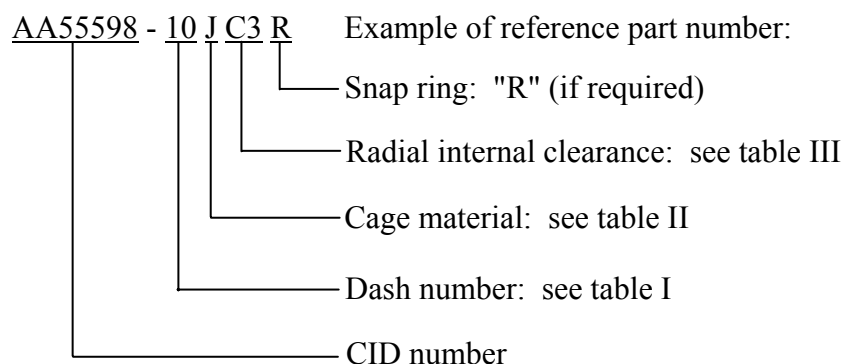 AA55598 - 10 J C3 R Example of reference part number:
Snap ring: "R" (if required)
Radial internal clearance: see table III
Cage material: see table II
Dash number: see table I
CID number